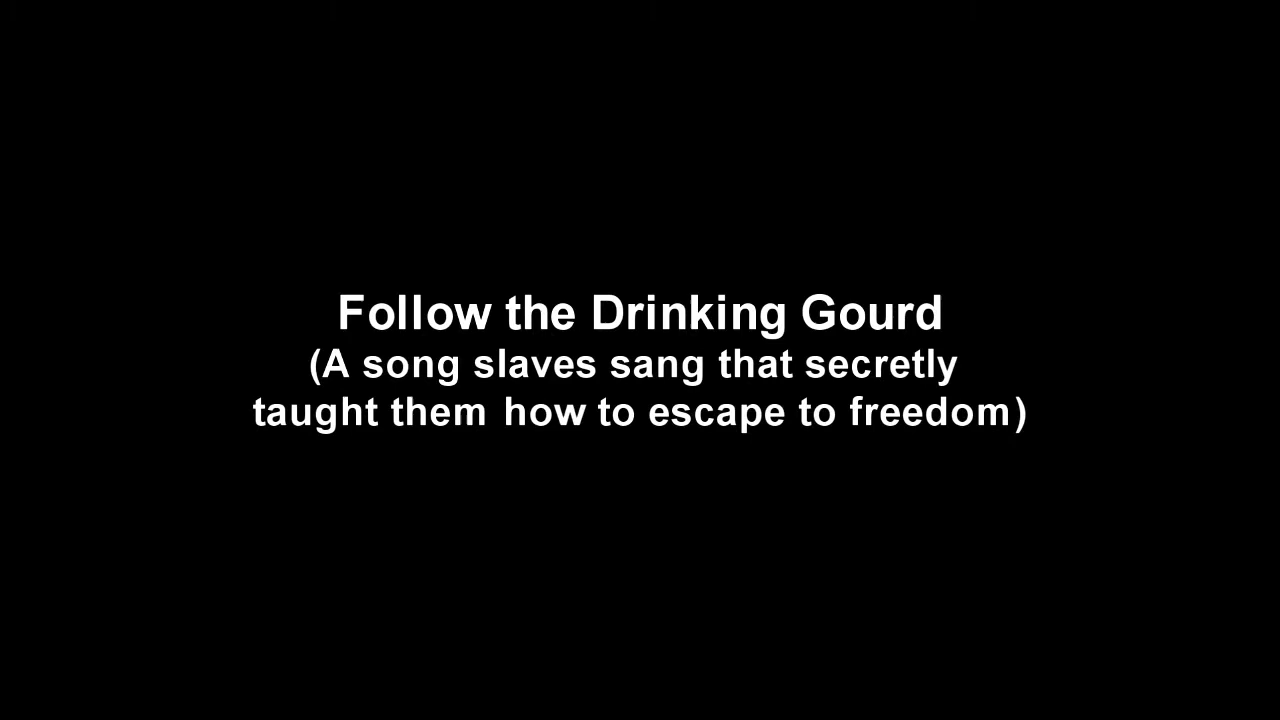 Follow the Drinking Gourd
(A song slaves sang that secretly
taught them how to escape to freedom)